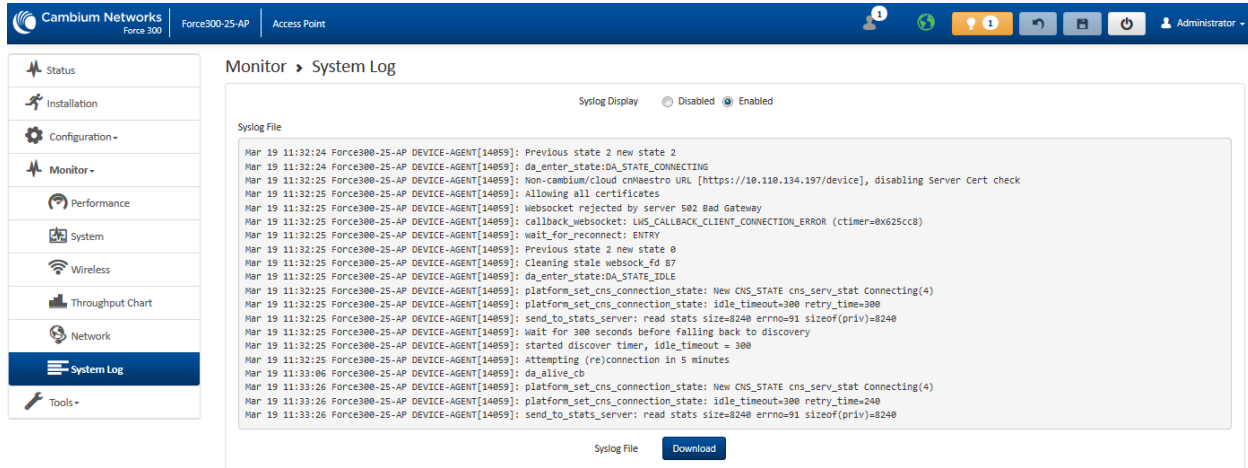 Cambium Networks
Force 300
Force300-25-AP
Access Point
1
1
Administrator
Status
Installation
Configuration
Monitor
Performance
System
Wireless
Throughput Chart
Network
System Log
Tools
Monitor › System Log
Syslog Display Disabled Enabled
Syslog File
Mar 19 11:32:24 Force300-25-AP DEVICE-AGENT[14059]: Previous state 2 new state 2
Mar 19 11:32:24 Force300-25-AP DEVICE-AGENT[14059]: da_enter_state:DA_STATE_CONNECTING
Mar 19 11:32:25 Force300-25-AP DEVICE-AGENT[14059]: Non-cambium/cloud cnMaestro URL [https://10.110.134.197/device], disabling Server Cert check
Mar 19 11:32:25 Force300-25-AP DEVICE-AGENT[14059]: Allowing all certificates
Mar 19 11:32:25 Force300-25-AP DEVICE-AGENT[14059]: Websocket rejected by server 502 Bad Gateway
Mar 19 11:32:25 Force300-25-AP DEVICE-AGENT[14059]: callback_websocket: LWS_CALLBACK_CLIENT_CONNECTION_ERROR (ctimer=0x625cc8)
Mar 19 11:32:25 Force300-25-AP DEVICE-AGENT[14059]: wait_for_reconnect: ENTRY
Mar 19 11:32:25 Force300-25-AP DEVICE-AGENT[14059]: Previous state 2 new state 0
Mar 19 11:32:25 Force300-25-AP DEVICE-AGENT[14059]: Cleaning stale websock_fd 87
Mar 19 11:32:25 Force300-25-AP DEVICE-AGENT[14059]: da_enter_state:DA_STATE_IDLE
Mar 19 11:32:25 Force300-25-AP DEVICE-AGENT[14059]: platform_set_cns_connection_state: New CNS_STATE cns_serv_stat Connecting(4)
Mar 19 11:32:25 Force300-25-AP DEVICE-AGENT[14059]: platform_set_cns_connection_state: idle_timeout=300 retry_time=300
Mar 19 11:32:25 Force300-25-AP DEVICE-AGENT[14059]: send_to_stats_server: read stats size=8240 errno=91 sizeof(priv)=8240
Mar 19 11:32:25 Force300-25-AP DEVICE-AGENT[14059]: Wait for 300 seconds before falling back to discovery
Mar 19 11:32:25 Force300-25-AP DEVICE-AGENT[14059]: started discover timer, idle_timeout = 300
Mar 19 11:32:25 Force300-25-AP DEVICE-AGENT[14059]: Attempting (re)connection in 5 minutes
Mar 19 11:33:06 Force300-25-AP DEVICE-AGENT[14059]: da_alive_cb
Mar 19 11:33:26 Force300-25-AP DEVICE-AGENT[14059]: platform_set_cns_connection_state: New CNS_STATE cns_serv_stat Connecting(4)
Mar 19 11:33:26 Force300-25-AP DEVICE-AGENT[14059]: platform_set_cns_connection_state: idle_timeout=300 retry_time=240
Mar 19 11:33:26 Force300-25-AP DEVICE-AGENT[14059]: send_to_stats_server: read stats size=8240 errno=91 sizeof(priv)=8240
Syslog File Download